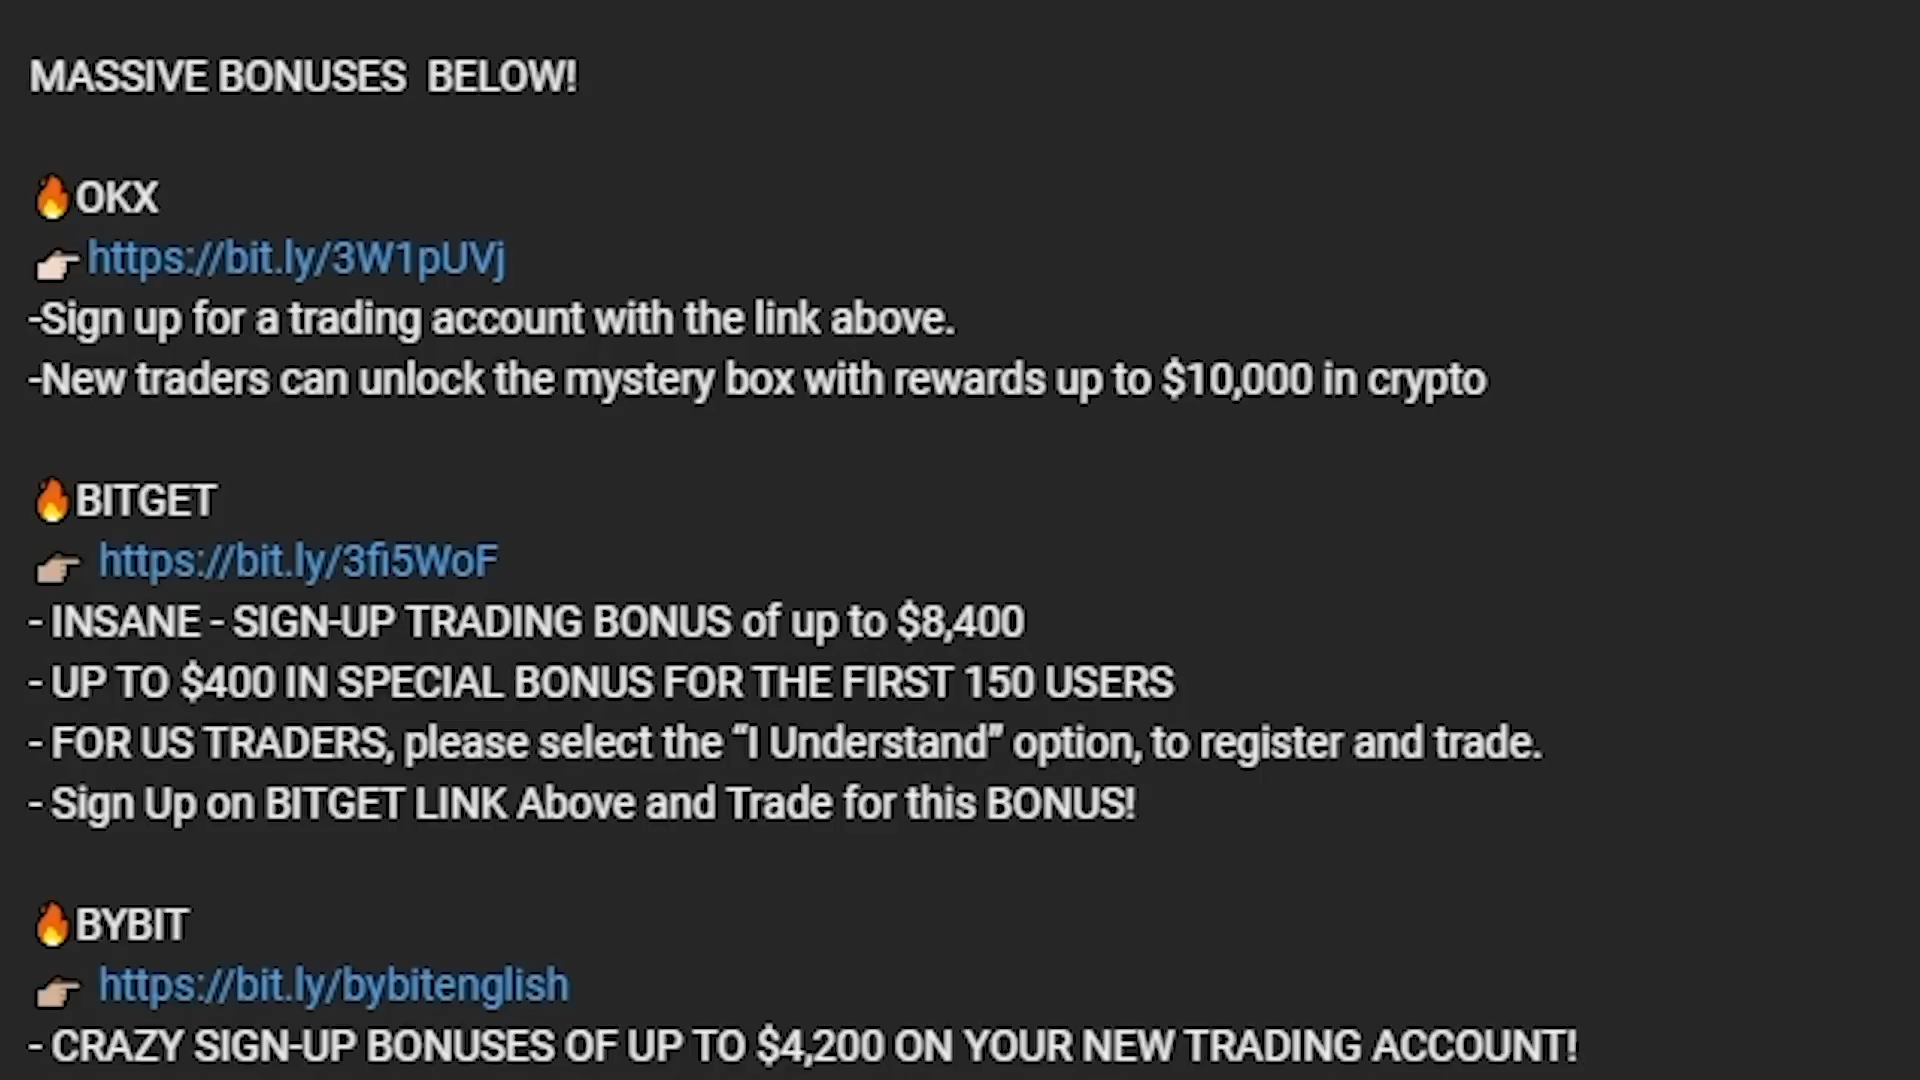 MASSIVE BONUSES  BELOW!
🔥OKX
👉🏻https://bit.ly/3W1pUVj
-Sign up for a trading account with the link above.
-New traders can unlock the mystery box with rewards up to $10,000 in crypto
🔥BITGET
👉🏼 https://bit.ly/3fi5WoF
- INSANE - SIGN-UP TRADING BONUS of up to $8,400
- UP TO $400 IN SPECIAL BONUS FOR THE FIRST 150 USERS
- FOR US TRADERS, please select the “I Understand” option, to register and trade.
- Sign Up on BITGET LINK Above and Trade for this BONUS!
🔥BYBIT
👉🏼 https://bit.ly/bybitenglish
- CRAZY SIGN-UP BONUSES OF UP TO $4,200 ON YOUR NEW TRADING ACCOUNT!